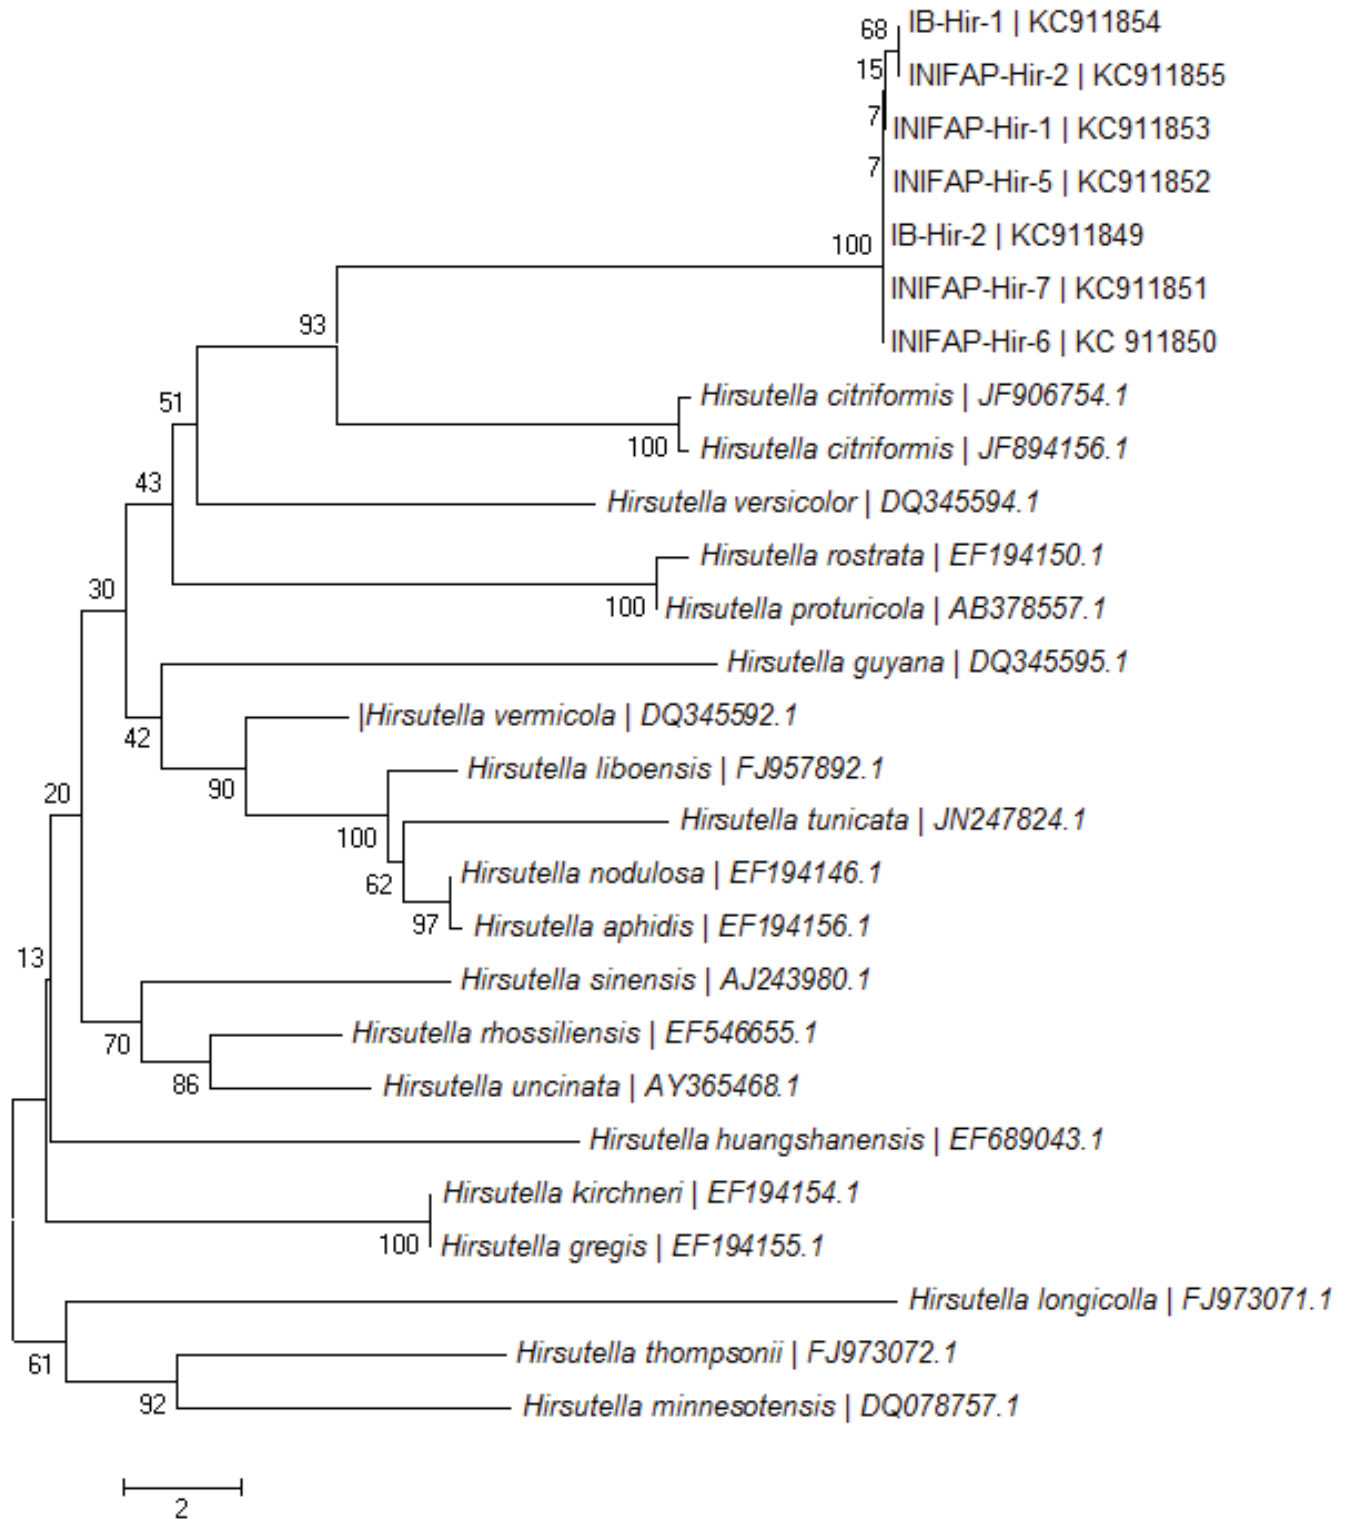 68
IB-Hir-1 | KC911854
15
INIFAP-Hir-2 | KC911855
7
INIFAP-Hir-1 | KC911853
7
INIFAP-Hir-5 | KC911852
100
IB-Hir-2 | KC911849
INIFAP-Hir-7 | KC911851
93
INIFAP-Hir-6 | KC 911850
51
Hirsutella citriformis | JF906754.1
100
Hirsutella citriformis | JF894156.1
43
Hirsutella versicolor | DQ345594.1
Hirsutella rostrata | EF194150.1
30
100
Hirsutella proturicola | AB378557.1
Hirsutella guyana | DQ345595.1
42
|Hirsutella vermicola | DQ345592.1
90
Hirsutella liboensis | FJ957892.1
20
100
Hirsutella tunicata | JN247824.1
62
Hirsutella nodulosa | EF194146.1
97
Hirsutella aphidis | EF194156.1
13
Hirsutella sinensis | AJ243980.1
70
Hirsutella rhossiliensis | EF546655.1
86
Hirsutella uncinata | AY365468.1
Hirsutella huangshanensis | EF689043.1
Hirsutella kirchneri | EF194154.1
100
Hirsutella gregis | EF194155.1
Hirsutella longicolla | FJ973071.1
61
Hirsutella thompsonii | FJ973072.1
92
Hirsutella minnesotensis | DQ078757.1
2